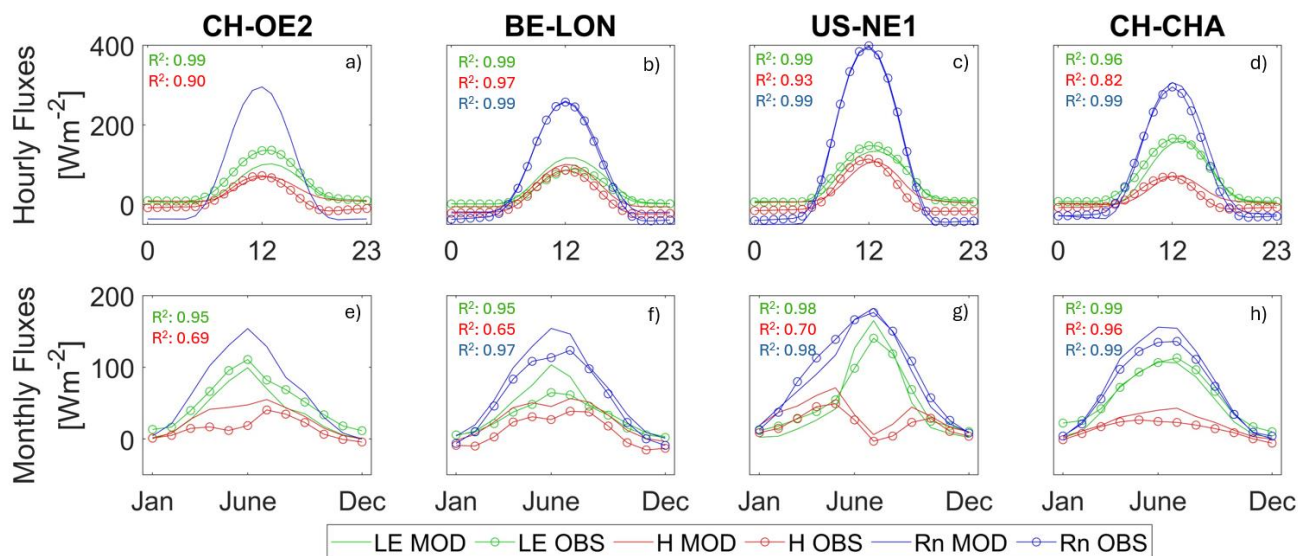 CH-OE2 BE-LON US-NE1 CH-CHA
Hourly Fluxes
[Wm-2]
400
200
0
R²: 0.99
R²: 0.90
a)
0 12 23
R²: 0.99
R²: 0.97
R²: 0.99
b)
0 12 23
R²: 0.99
R²: 0.93
R²: 0.99
c)
0 12 23
R²: 0.96
R²: 0.82
R²: 0.99
d)
0 12 23
Monthly Fluxes
[Wm-2]
200
100
0
R²: 0.95
R²: 0.69
e)
Jan June Dec
R²: 0.95
R²: 0.65
R²: 0.97
f)
Jan June Dec
R²: 0.98
R²: 0.70
R²: 0.98
g)
Jan June Dec
R²: 0.99
R²: 0.96
R²: 0.99
h)
Jan June Dec
LE MOD LE OBS H MOD H OBS Rn MOD Rn OBS